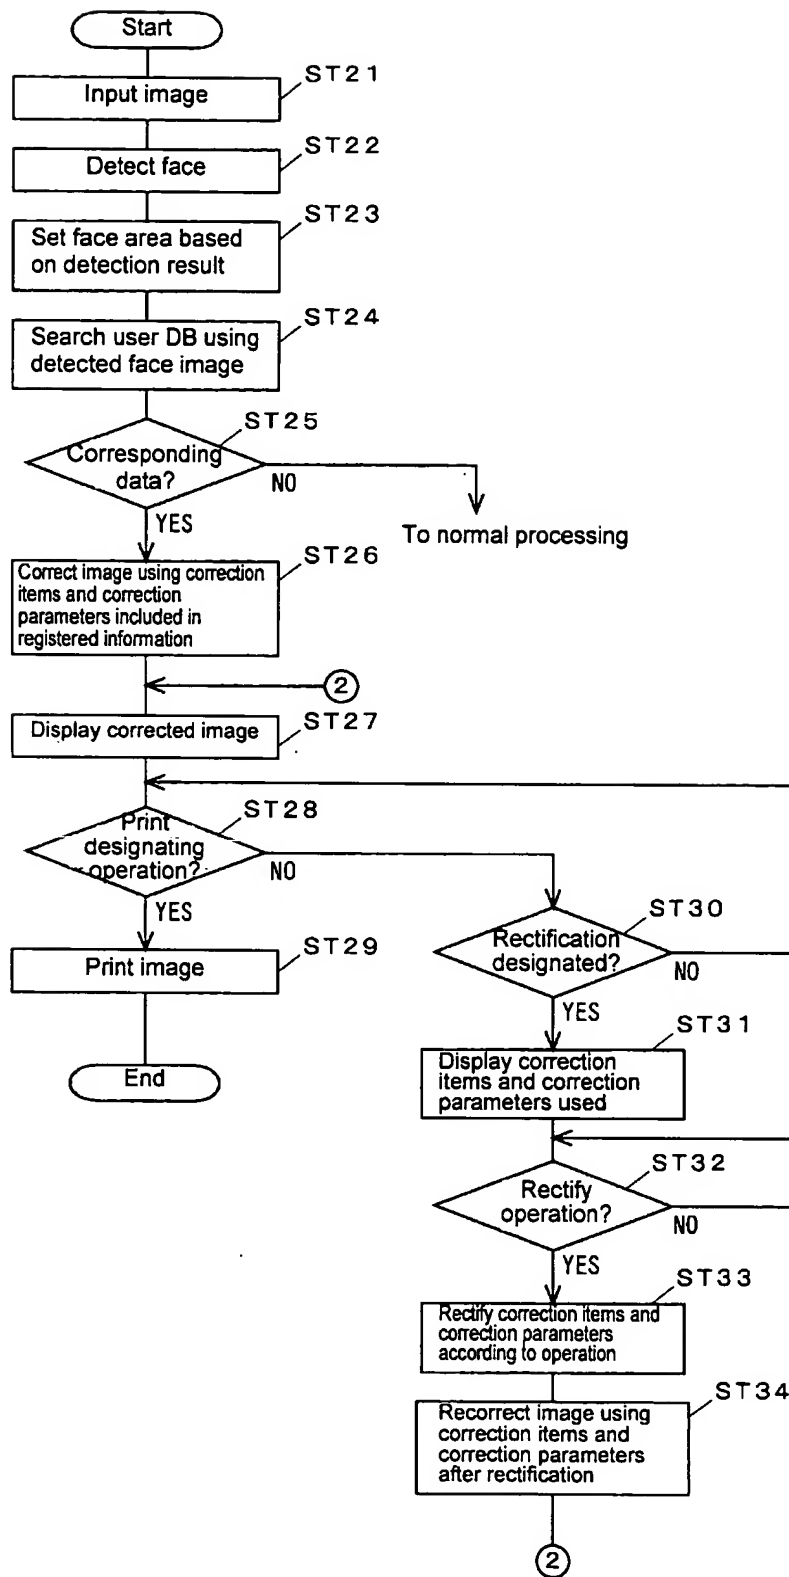 Start
ST21
Input image
ST22
Detect face
ST23
Set face area based
on detection result
ST24
Search user DB using
detected face image
ST25
Corresponding
data?
NO
YES
To normal processing
ST26
Correct image using correction
items and correction
parameters included in
registered information
2
ST27
Display corrected image
ST28
Print
designating
operation?
NO
YES
ST29
Print image
End
ST30
Rectification
designated?
NO
YES
ST31
Display correction
items and correction
parameters used
ST32
Rectify
operation?
NO
YES
ST33
Rectify correction items and
correction parameters
according to operation
ST34
Recorrect image using
correction items and
correction parameters
after rectification
2